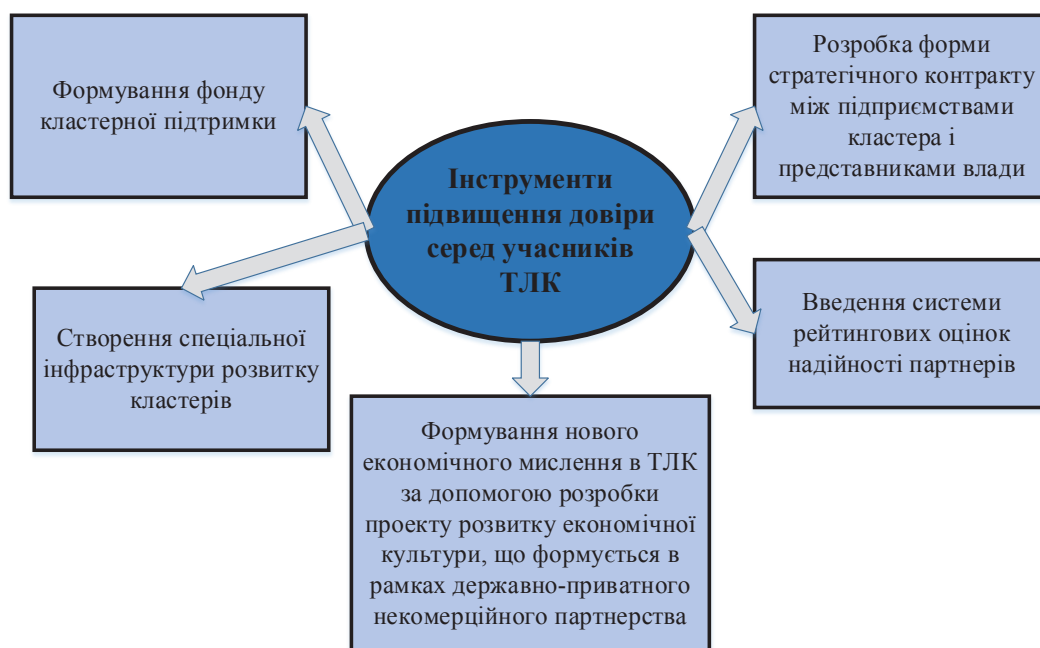 Формування фонду
кластерної підтримки
Розробка форми
стратегічного контракту
між підприємствами
кластера і
представниками влади
Інструменти
підвищення довіри
серед учасників
ТЛК
Створення спеціальної
інфраструктури розвитку
кластерів
Введення системи
рейтингових оцінок
надійності партнерів
Формування нового
економічного мислення в ТЛК
за допомогою розробки
проекту розвитку економічної
культури, що формується в
рамках державно-приватного
некомерційного партнерства